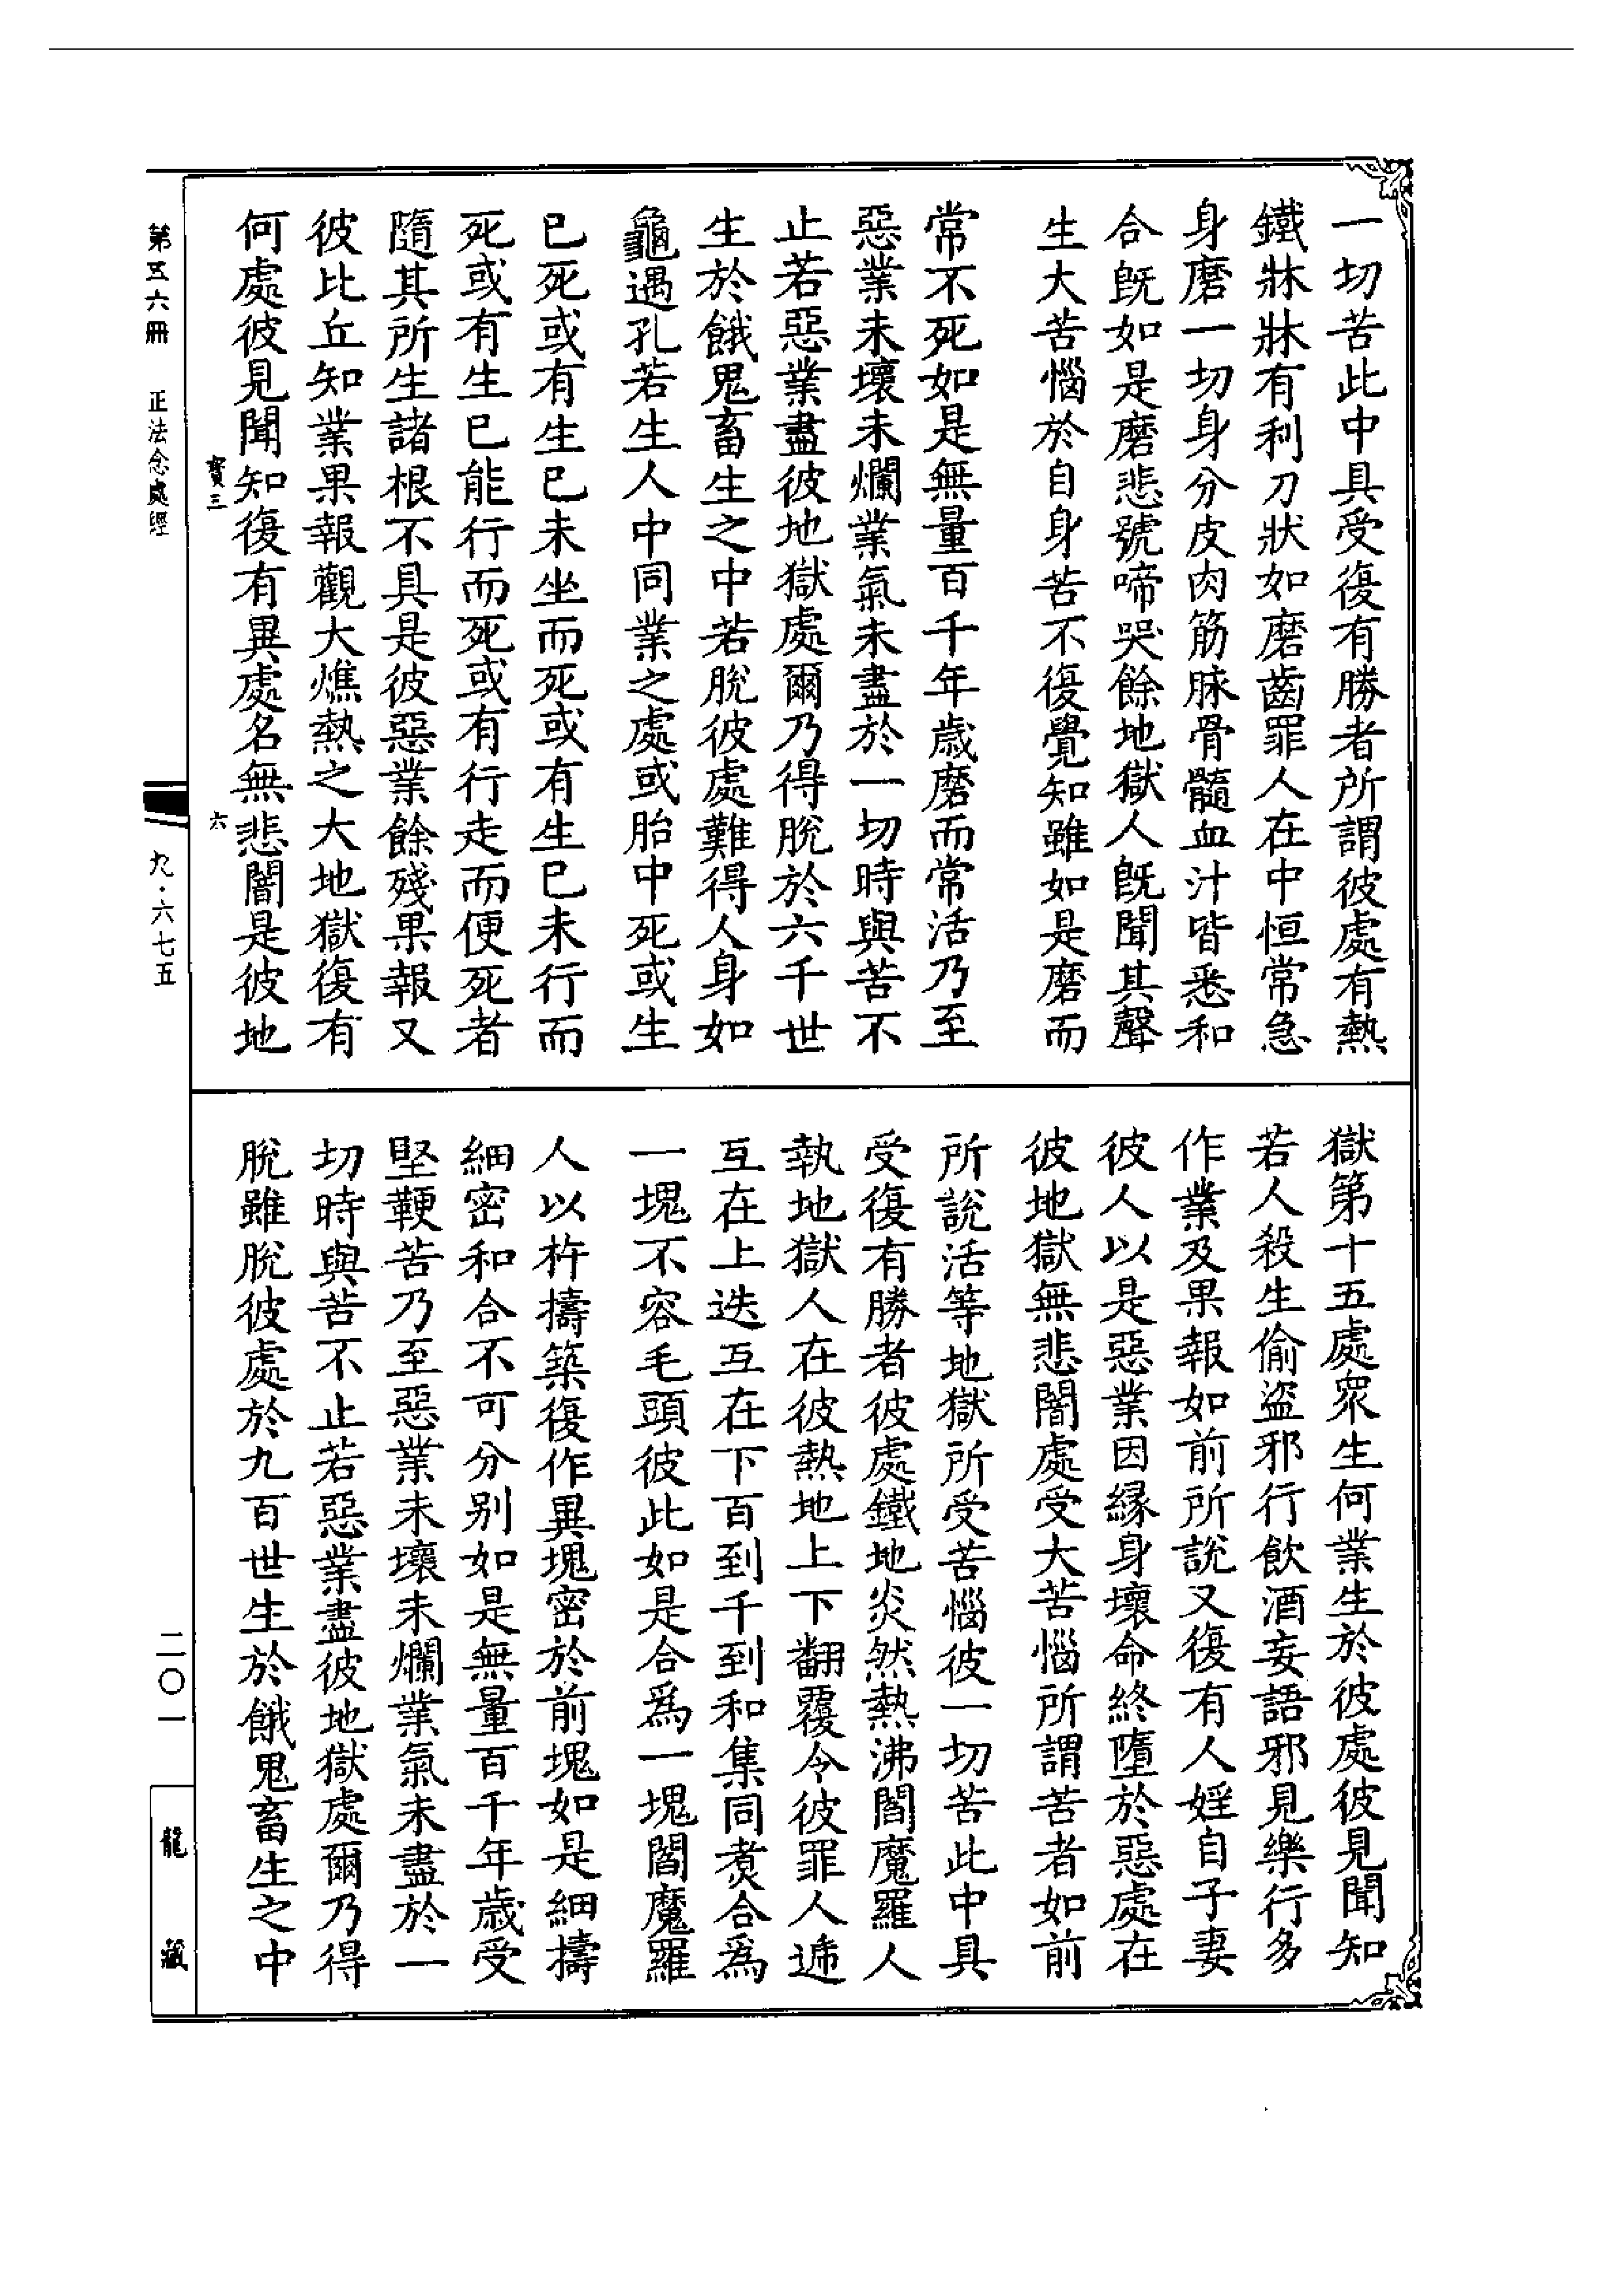 一切苦此中具受復有勝者所謂彼處有熱
鐵牀牀有利刀狀如磨齒罪人在中恒常急
身磨一切身分皮肉筋脉骨髓血汁皆悉和
合旣如是磨悲號啼哭餘地獄人旣聞其聲
生大苦惱於自身苦不復覺知雖如是磨而
常不死如是無量百千年歲磨而常活乃至
惡業未壞未爛業氣未盡於一切時與苦不
止若惡業盡彼地獄處爾乃得脫於六千世
生於餓鬼畜生之中若脫彼處難得人身如
龜遇孔若生人中同業之處或胎中死或生
已死或有生已未坐而死或有生已未行而
死或有生已能行而死或有行走而便死者
隨其所生諸根不具是彼惡業餘殘果報又
彼比丘知業果報觀大燋熱之大地獄復有
何處彼見聞知復有異處名無悲闇是彼地
獄第十五處衆生何業生於彼處彼見聞知
若人殺生偷盜邪行飲酒妄語邪見樂行多
作業及果報如前所說又復有人婬自子妻
彼人以是惡業因緣身壞命終墮於惡處在
彼地獄無悲闇處受大苦惱所謂苦者如前
所說活等地獄所受苦惱彼一切苦此中具
受復有勝者彼處鐵地炎然熱沸閻魔羅人
執地獄人在彼熱地上下翻覆令彼罪人遞
互在上迭互在下百到千到和集同煑合爲
一塊不容毛頭彼此如是合爲一塊閻魔羅
人以杵擣築復作異塊密於前塊如是細擣
細密和合不可分别如是無量百千年歲受
堅鞕苦乃至惡業未壞未爛業氣未盡於一
切時與苦不止若惡業盡彼地獄處爾乃得
脫雖脫彼處於九百世生於餓鬼畜生之中
寶三
六
第五六冊
正法念處經
九·六七五
二〇一
龍藏